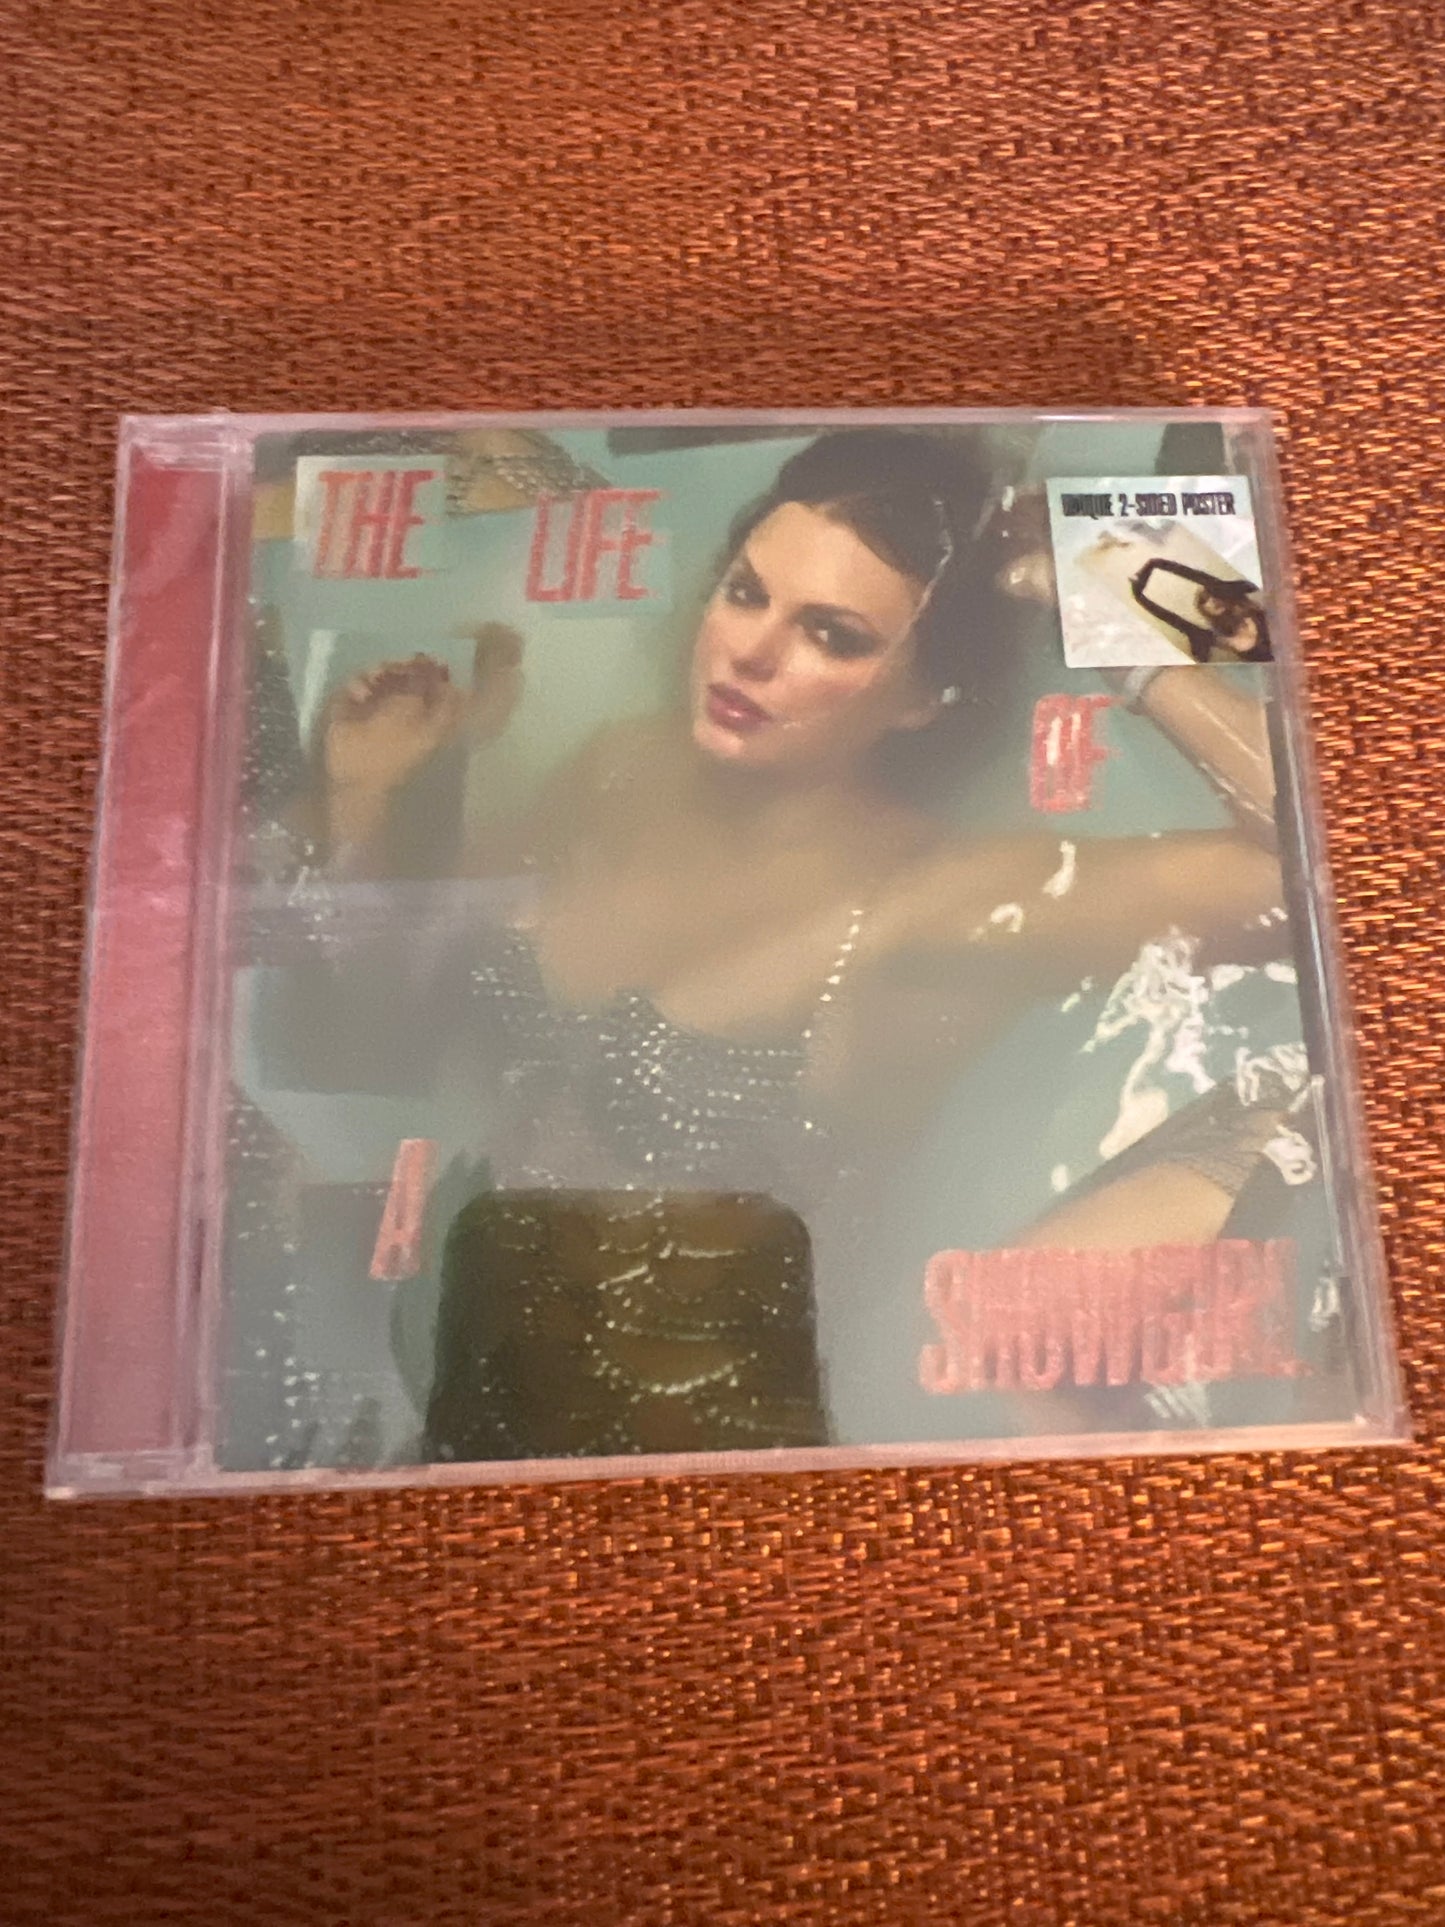 THE LIFE
UNIQUE 2-SIDED POSTER
OF
A
SHOWGIRL